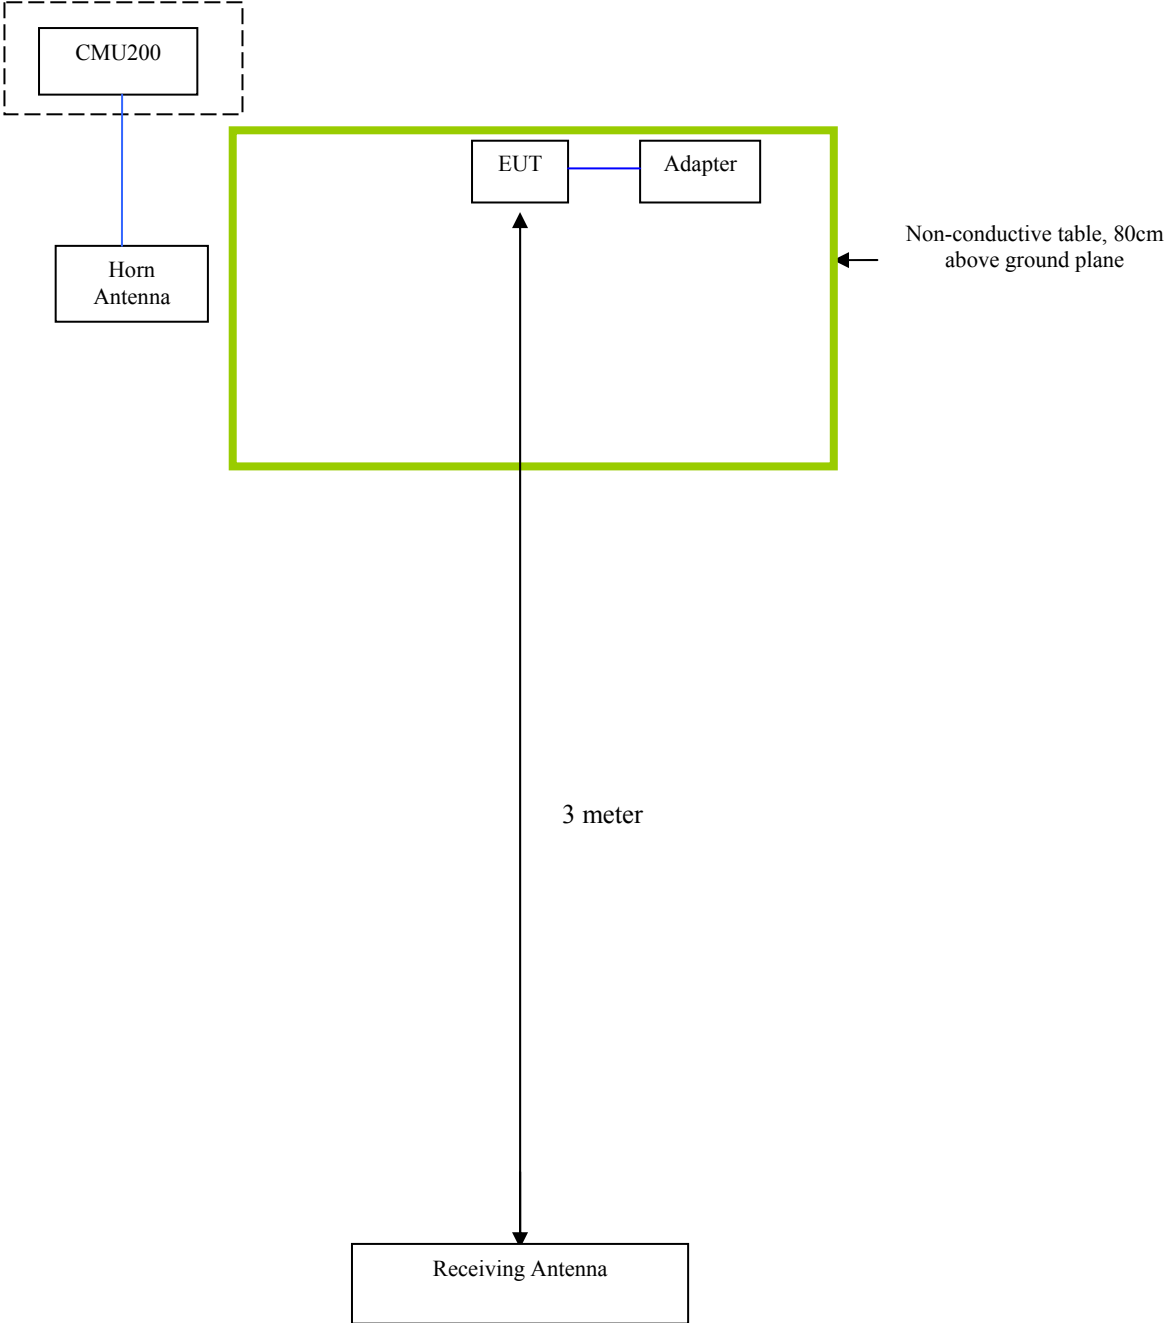 CMU200
EUT
Adapter
Non-conductive table, 80cm
above ground plane
Horn
Antenna
3 meter
Receiving Antenna